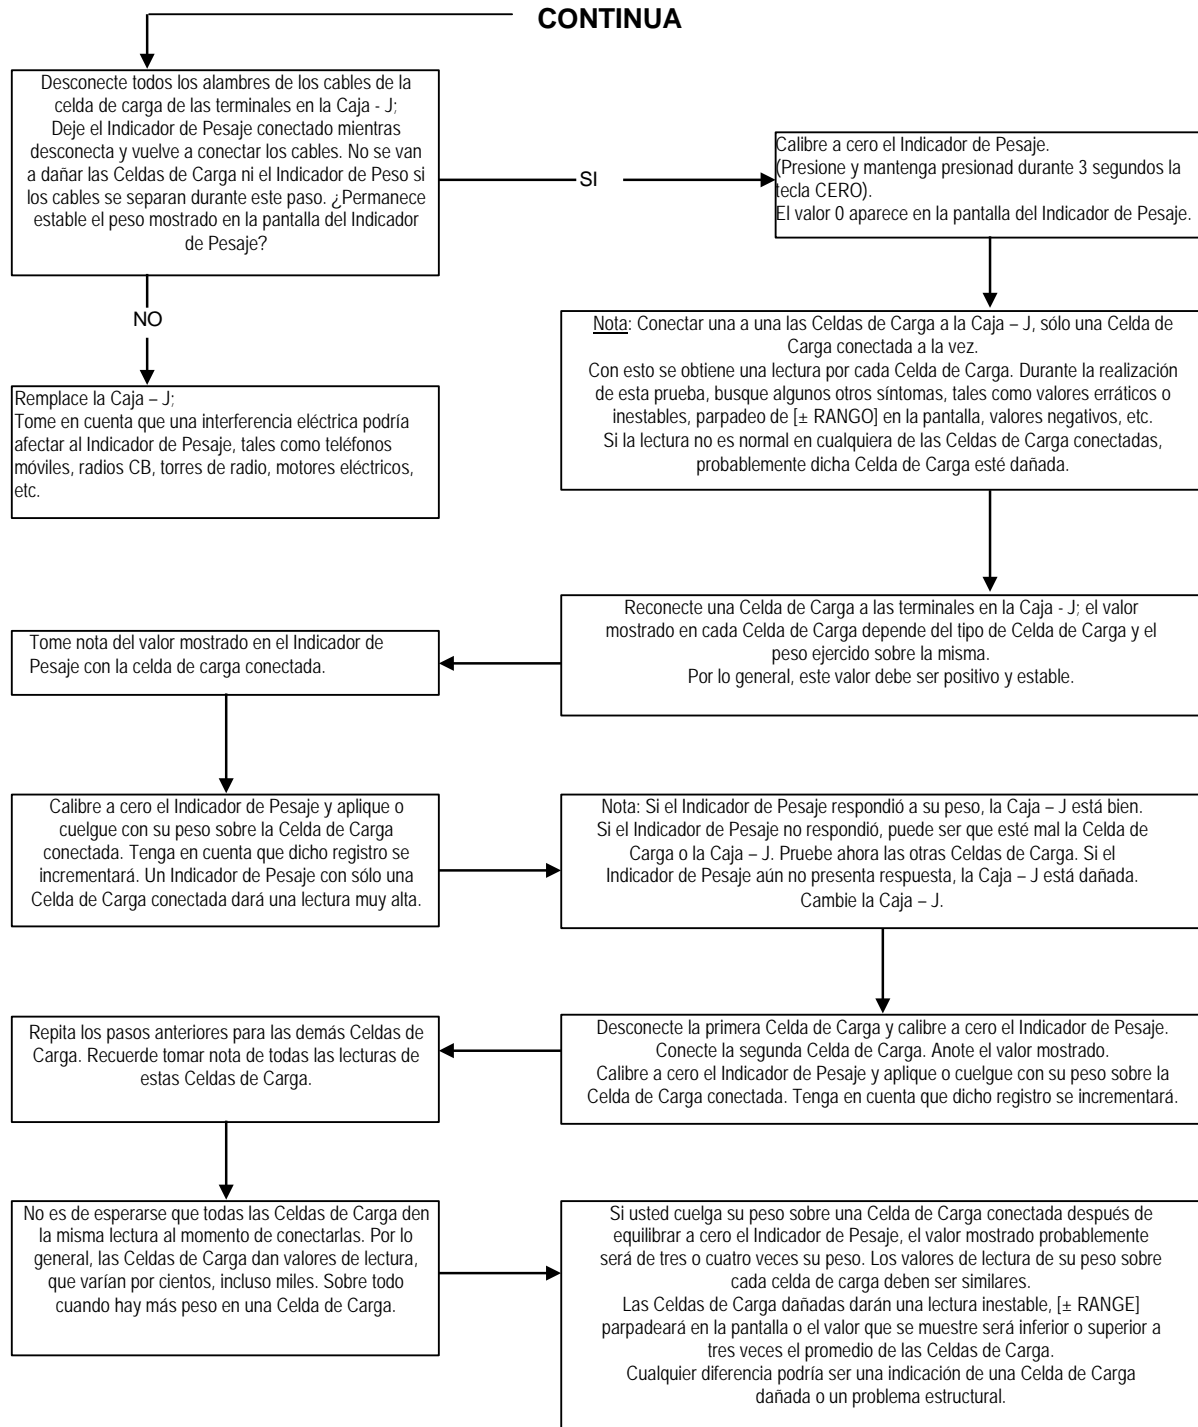 CONTINUA
Desconecte todos los alambres de los cables de la
celda de carga de las terminales en la Caja - J;
Deje el Indicador de Pesaje conectado mientras
desconecta y vuelve a conectar los cables. No se van
a dañar las Celdas de Carga ni el Indicador de Peso si
los cables se separan durante este paso. ¿Permanece
estable el peso mostrado en la pantalla del Indicador
de Pesaje?
SI
Calibre a cero el Indicador de Pesaje.
(Presione y mantenga presionad durante 3 segundos la
tecla CERO).
El valor 0 aparece en la pantalla del Indicador de Pesaje.
NO
Remplace la Caja – J;
Tome en cuenta que una interferencia eléctrica podría
afectar al Indicador de Pesaje, tales como teléfonos
móviles, radios CB, torres de radio, motores eléctricos,
etc.
Nota: Conectar una a una las Celdas de Carga a la Caja – J, sólo una Celda de
Carga conectada a la vez.
Con esto se obtiene una lectura por cada Celda de Carga. Durante la realización
de esta prueba, busque algunos otros síntomas, tales como valores erráticos o
inestables, parpadeo de [± RANGO] en la pantalla, valores negativos, etc.
Si la lectura no es normal en cualquiera de las Celdas de Carga conectadas,
probablemente dicha Celda de Carga esté dañada.
Reconecte una Celda de Carga a las terminales en la Caja - J; el valor
mostrado en cada Celda de Carga depende del tipo de Celda de Carga y el
peso ejercido sobre la misma.
Por lo general, este valor debe ser positivo y estable.
Tome nota del valor mostrado en el Indicador de
Pesaje con la celda de carga conectada.
Calibre a cero el Indicador de Pesaje y aplique o
cuelgue con su peso sobre la Celda de Carga
conectada. Tenga en cuenta que dicho registro se
incrementará. Un Indicador de Pesaje con sólo una
Celda de Carga conectada dará una lectura muy alta.
Nota: Si el Indicador de Pesaje respondió a su peso, la Caja – J está bien.
Si el Indicador de Pesaje no respondió, puede ser que esté mal la Celda de
Carga o la Caja – J. Pruebe ahora las otras Celdas de Carga. Si el
Indicador de Pesaje aún no presenta respuesta, la Caja – J está dañada.
Cambie la Caja – J.
Desconecte la primera Celda de Carga y calibre a cero el Indicador de Pesaje.
Conecte la segunda Celda de Carga. Anote el valor mostrado.
Calibre a cero el Indicador de Pesaje y aplique o cuelgue con su peso sobre la
Celda de Carga conectada. Tenga en cuenta que dicho registro se incrementará.
Repita los pasos anteriores para las demás Celdas de
Carga. Recuerde tomar nota de todas las lecturas de
estas Celdas de Carga.
No es de esperarse que todas las Celdas de Carga den
la misma lectura al momento de conectarlas. Por lo
general, las Celdas de Carga dan valores de lectura,
que varían por cientos, incluso miles. Sobre todo
cuando hay más peso en una Celda de Carga.
Si usted cuelga su peso sobre una Celda de Carga conectada después de
equilibrar a cero el Indicador de Pesaje, el valor mostrado probablemente
será de tres o cuatro veces su peso. Los valores de lectura de su peso sobre
cada celda de carga deben ser similares.
Las Celdas de Carga dañadas darán una lectura inestable, [± RANGE]
parpadeará en la pantalla o el valor que se muestre será inferior o superior a
tres veces el promedio de las Celdas de Carga.
Cualquier diferencia podría ser una indicación de una Celda de Carga
dañada o un problema estructural.